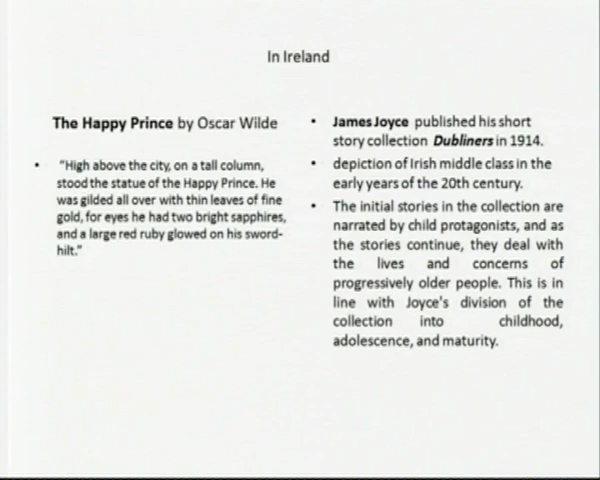 In Ireland
The Happy Prince by Oscar Wilde
• "High above the city, on a tall column,
stood the statue of the Happy Prince. He
was gilded all over with thin leaves of fine
gold, for eyes he had two bright sapphires,
and a large red ruby glowed on his sword-
hilt."
• James Joyce published his short
story collection Dubliners in 1914.
• depiction of Irish middle class in the
early years of the 20th century.
• The initial stories in the collection are
narrated by child protagonists, and as
the stories continue, they deal with
the lives and concerns of
progressively older people. This is in
line with Joyce's division of the
collection into childhood,
adolescence, and maturity.